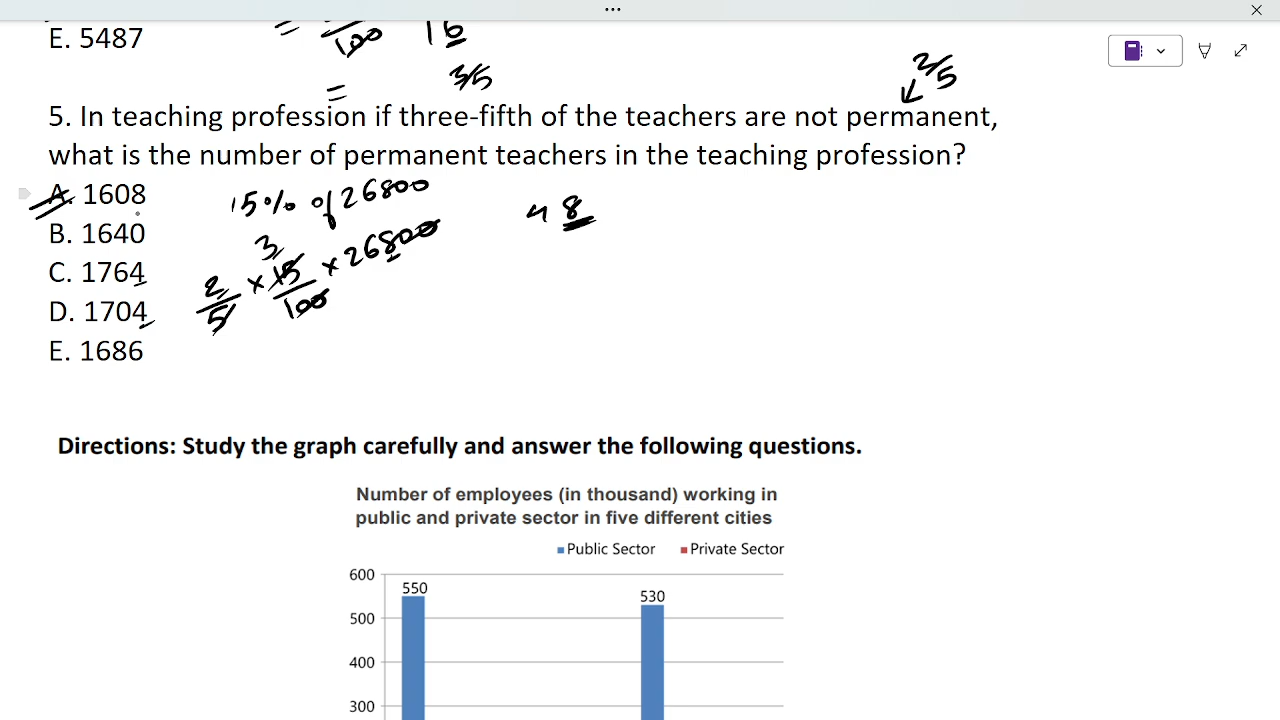 E. 5487
=
100
16
=
3/5
2/5
5. In teaching profession if three-fifth of the teachers are not permanent,
what is the number of permanent teachers in the teaching profession?
A. 1608
15% of 26800
B. 1640
48
C. 1764
3
2/5 × 15/100 × 26800
D. 1704
E. 1686
Directions: Study the graph carefully and answer the following questions.
Number of employees (in thousand) working in
public and private sector in five different cities
Public Sector Private Sector
600
550
530
500
400
300